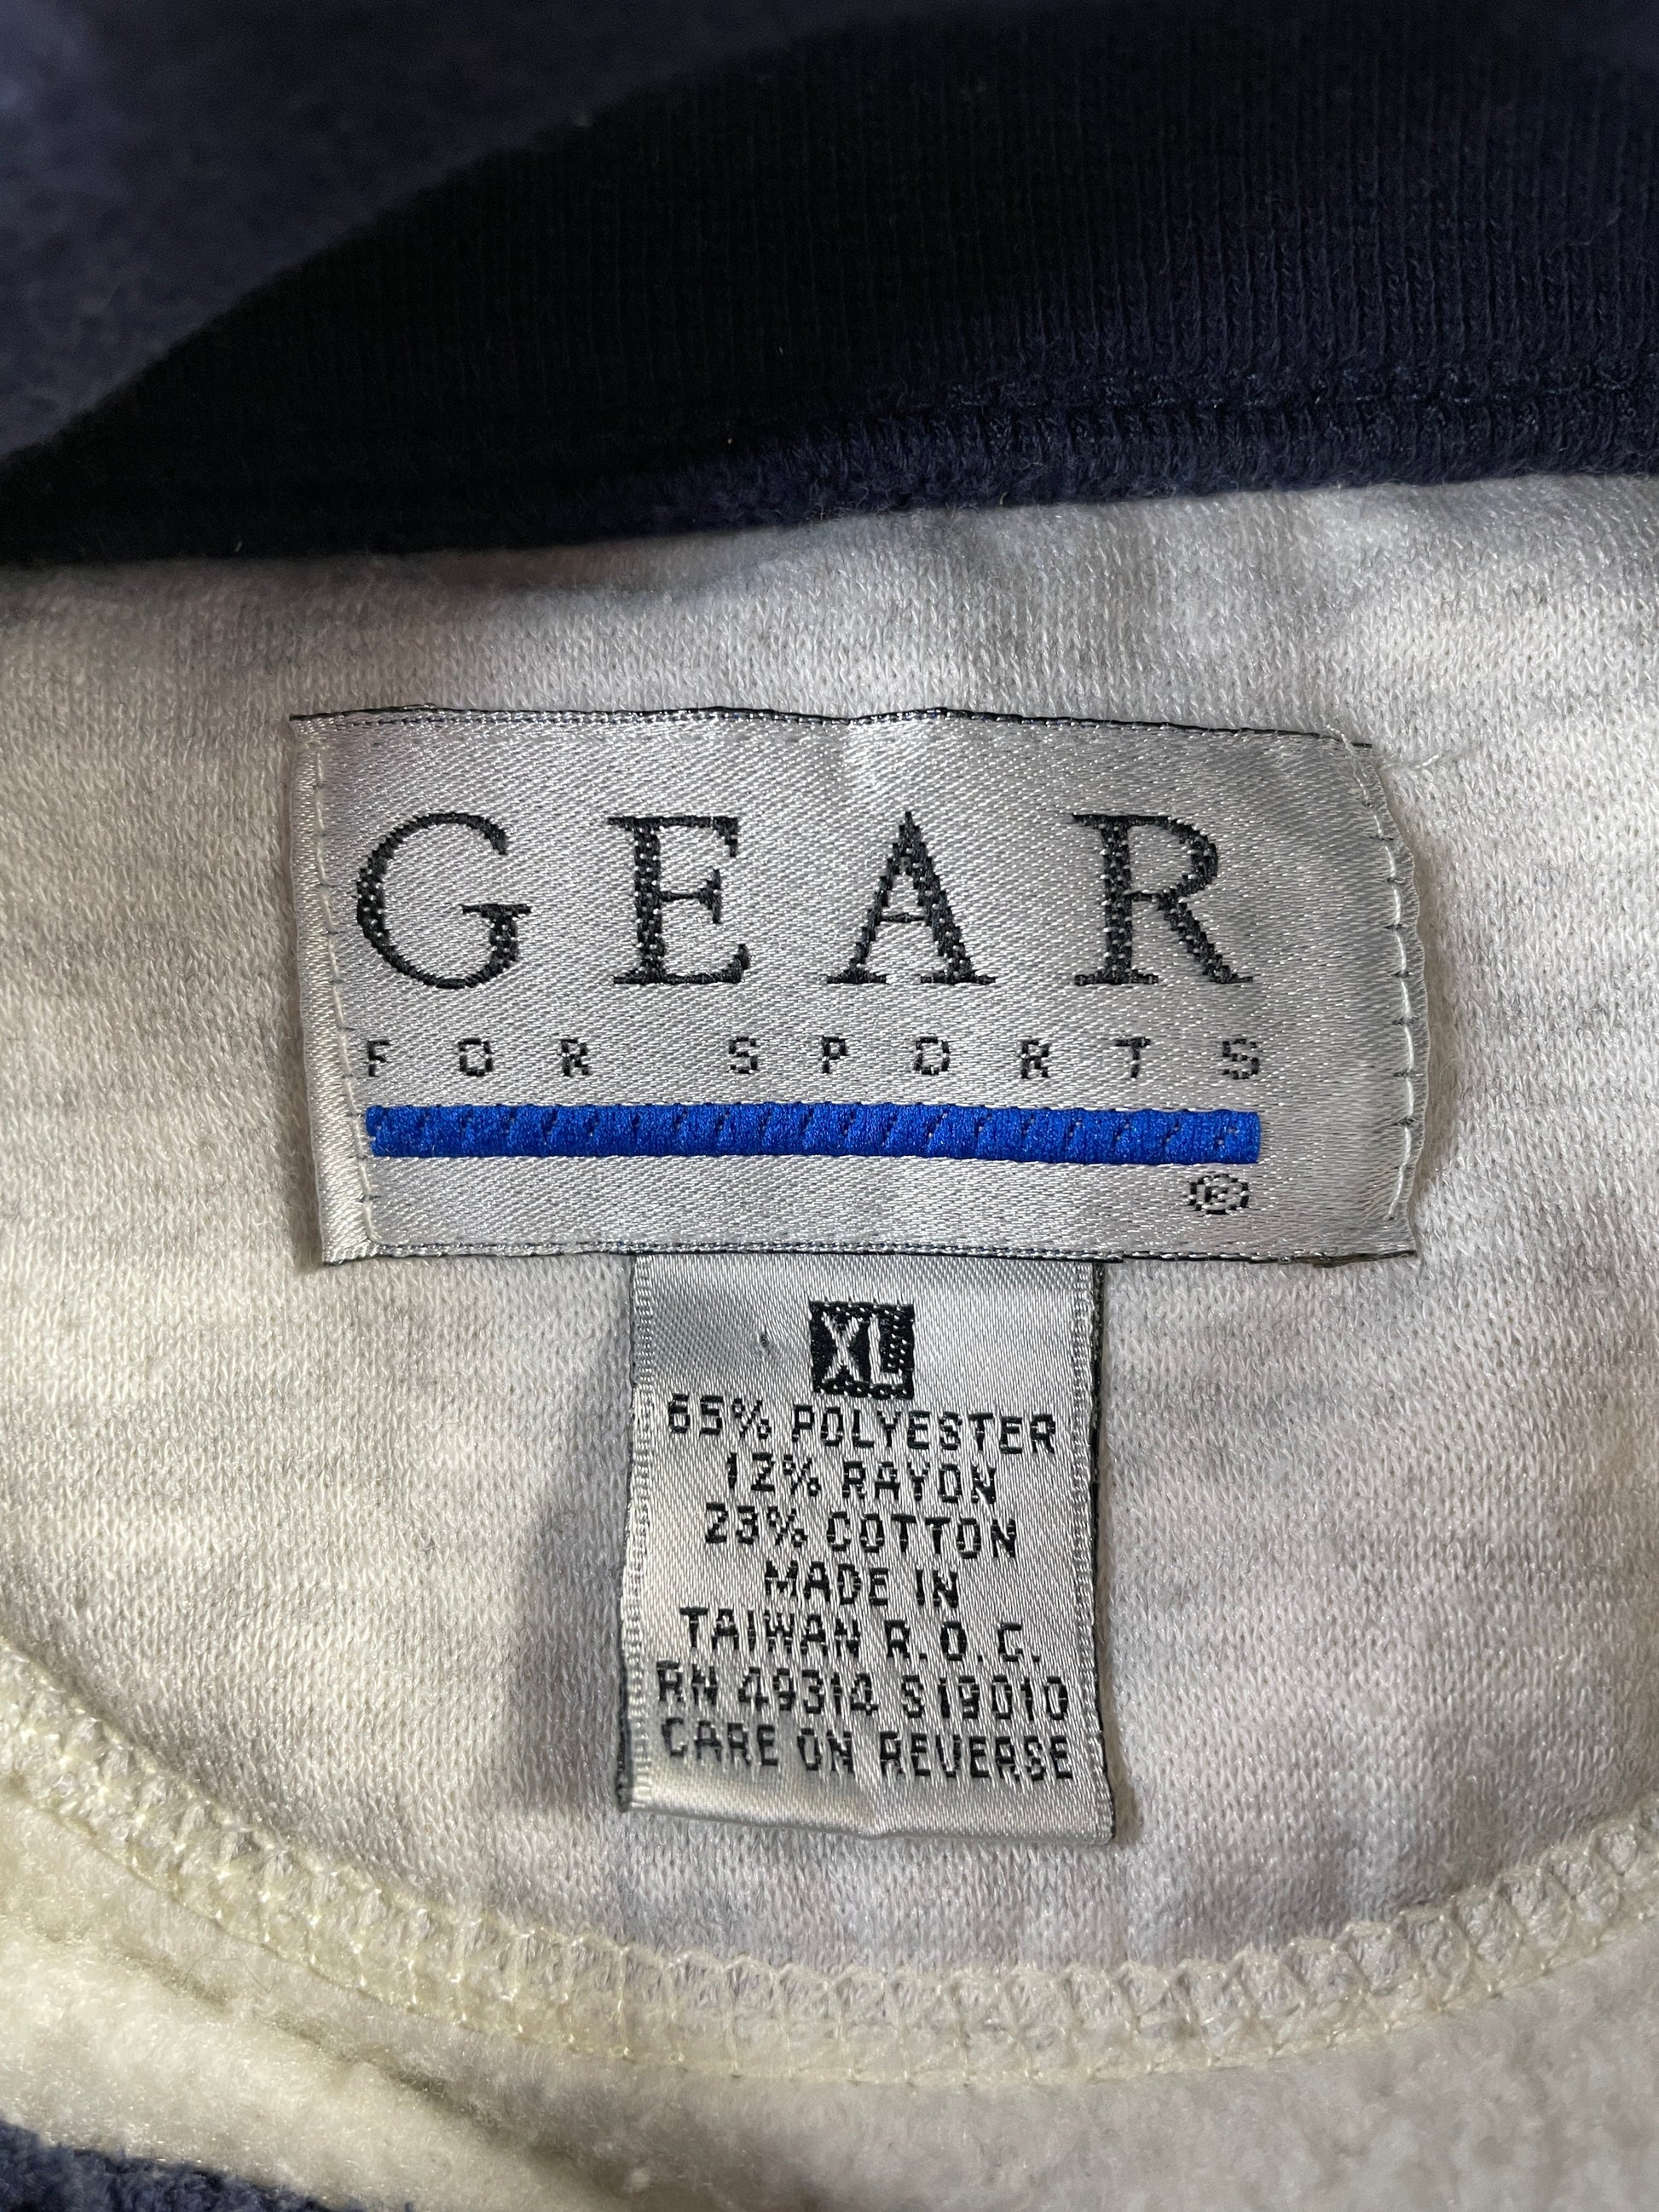 GEAR
FOR SPORTS
®
XL
65% POLYESTER
12% RAYON
23% COTTON
MADE IN
TAIWAN R.O.C.
RN 49314 S19010
CARE ON REVERSE